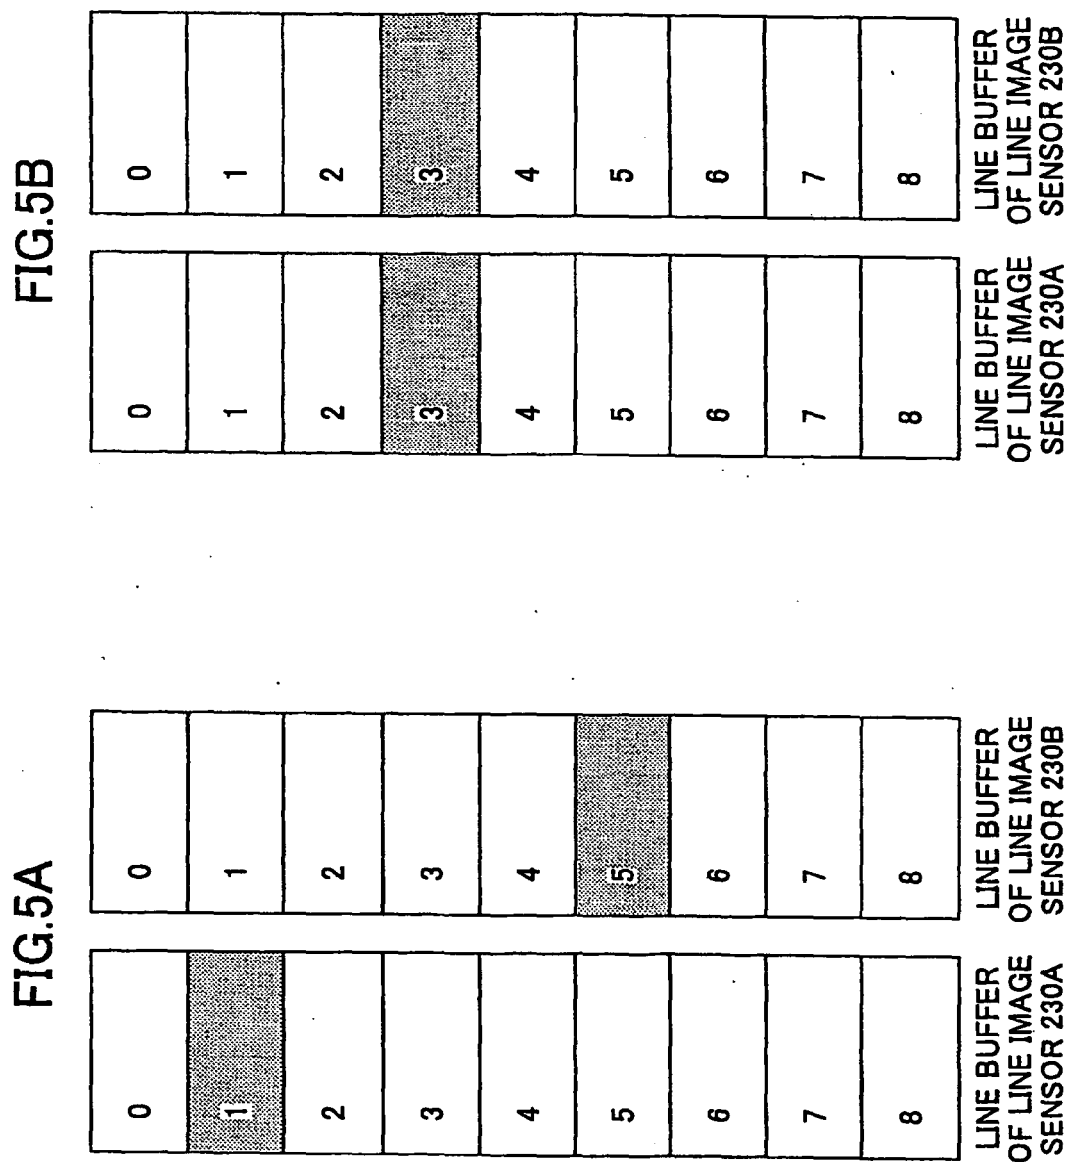 FIG.5A
0
1
2
3
4
5
6
7
8
LINE BUFFER
OF LINE IMAGE
SENSOR 230A
0
1
2
3
4
5
6
7
8
LINE BUFFER
OF LINE IMAGE
SENSOR 230B
FIG.5B
0
1
2
3
4
5
6
7
8
LINE BUFFER
OF LINE IMAGE
SENSOR 230A
0
1
2
3
4
5
6
7
8
LINE BUFFER
OF LINE IMAGE
SENSOR 230B